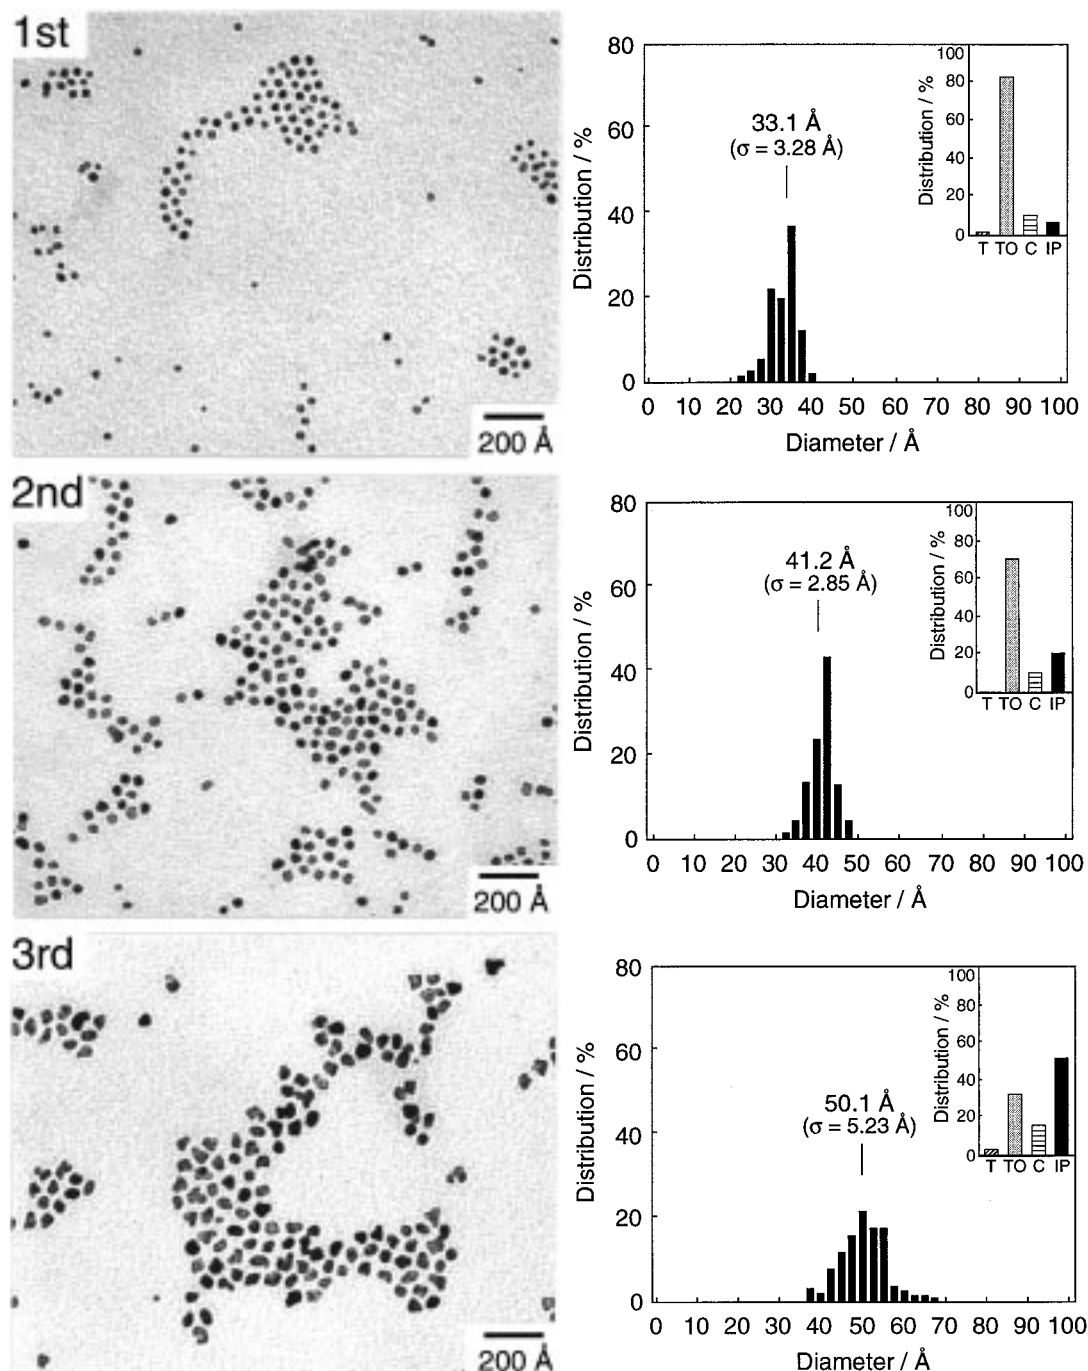 1st
200 Å
80
60
40
20
0
Distribution / %
33.1 Å
(σ = 3.28 Å)
0 10 20 30 40 50 60 70 80 90 100
Diameter / Å
100
80
60
40
20
0
Distribution / %
T TO C IP
2nd
200 Å
80
60
40
20
0
Distribution / %
41.2 Å
(σ = 2.85 Å)
0 10 20 30 40 50 60 70 80 90 100
Diameter / Å
100
80
60
40
20
0
Distribution / %
T TO C IP
3rd
200 Å
80
60
40
20
0
Distribution / %
50.1 Å
(σ = 5.23 Å)
0 10 20 30 40 50 60 70 80 90 100
Diameter / Å
100
80
60
40
20
0
Distribution / %
T TO C IP